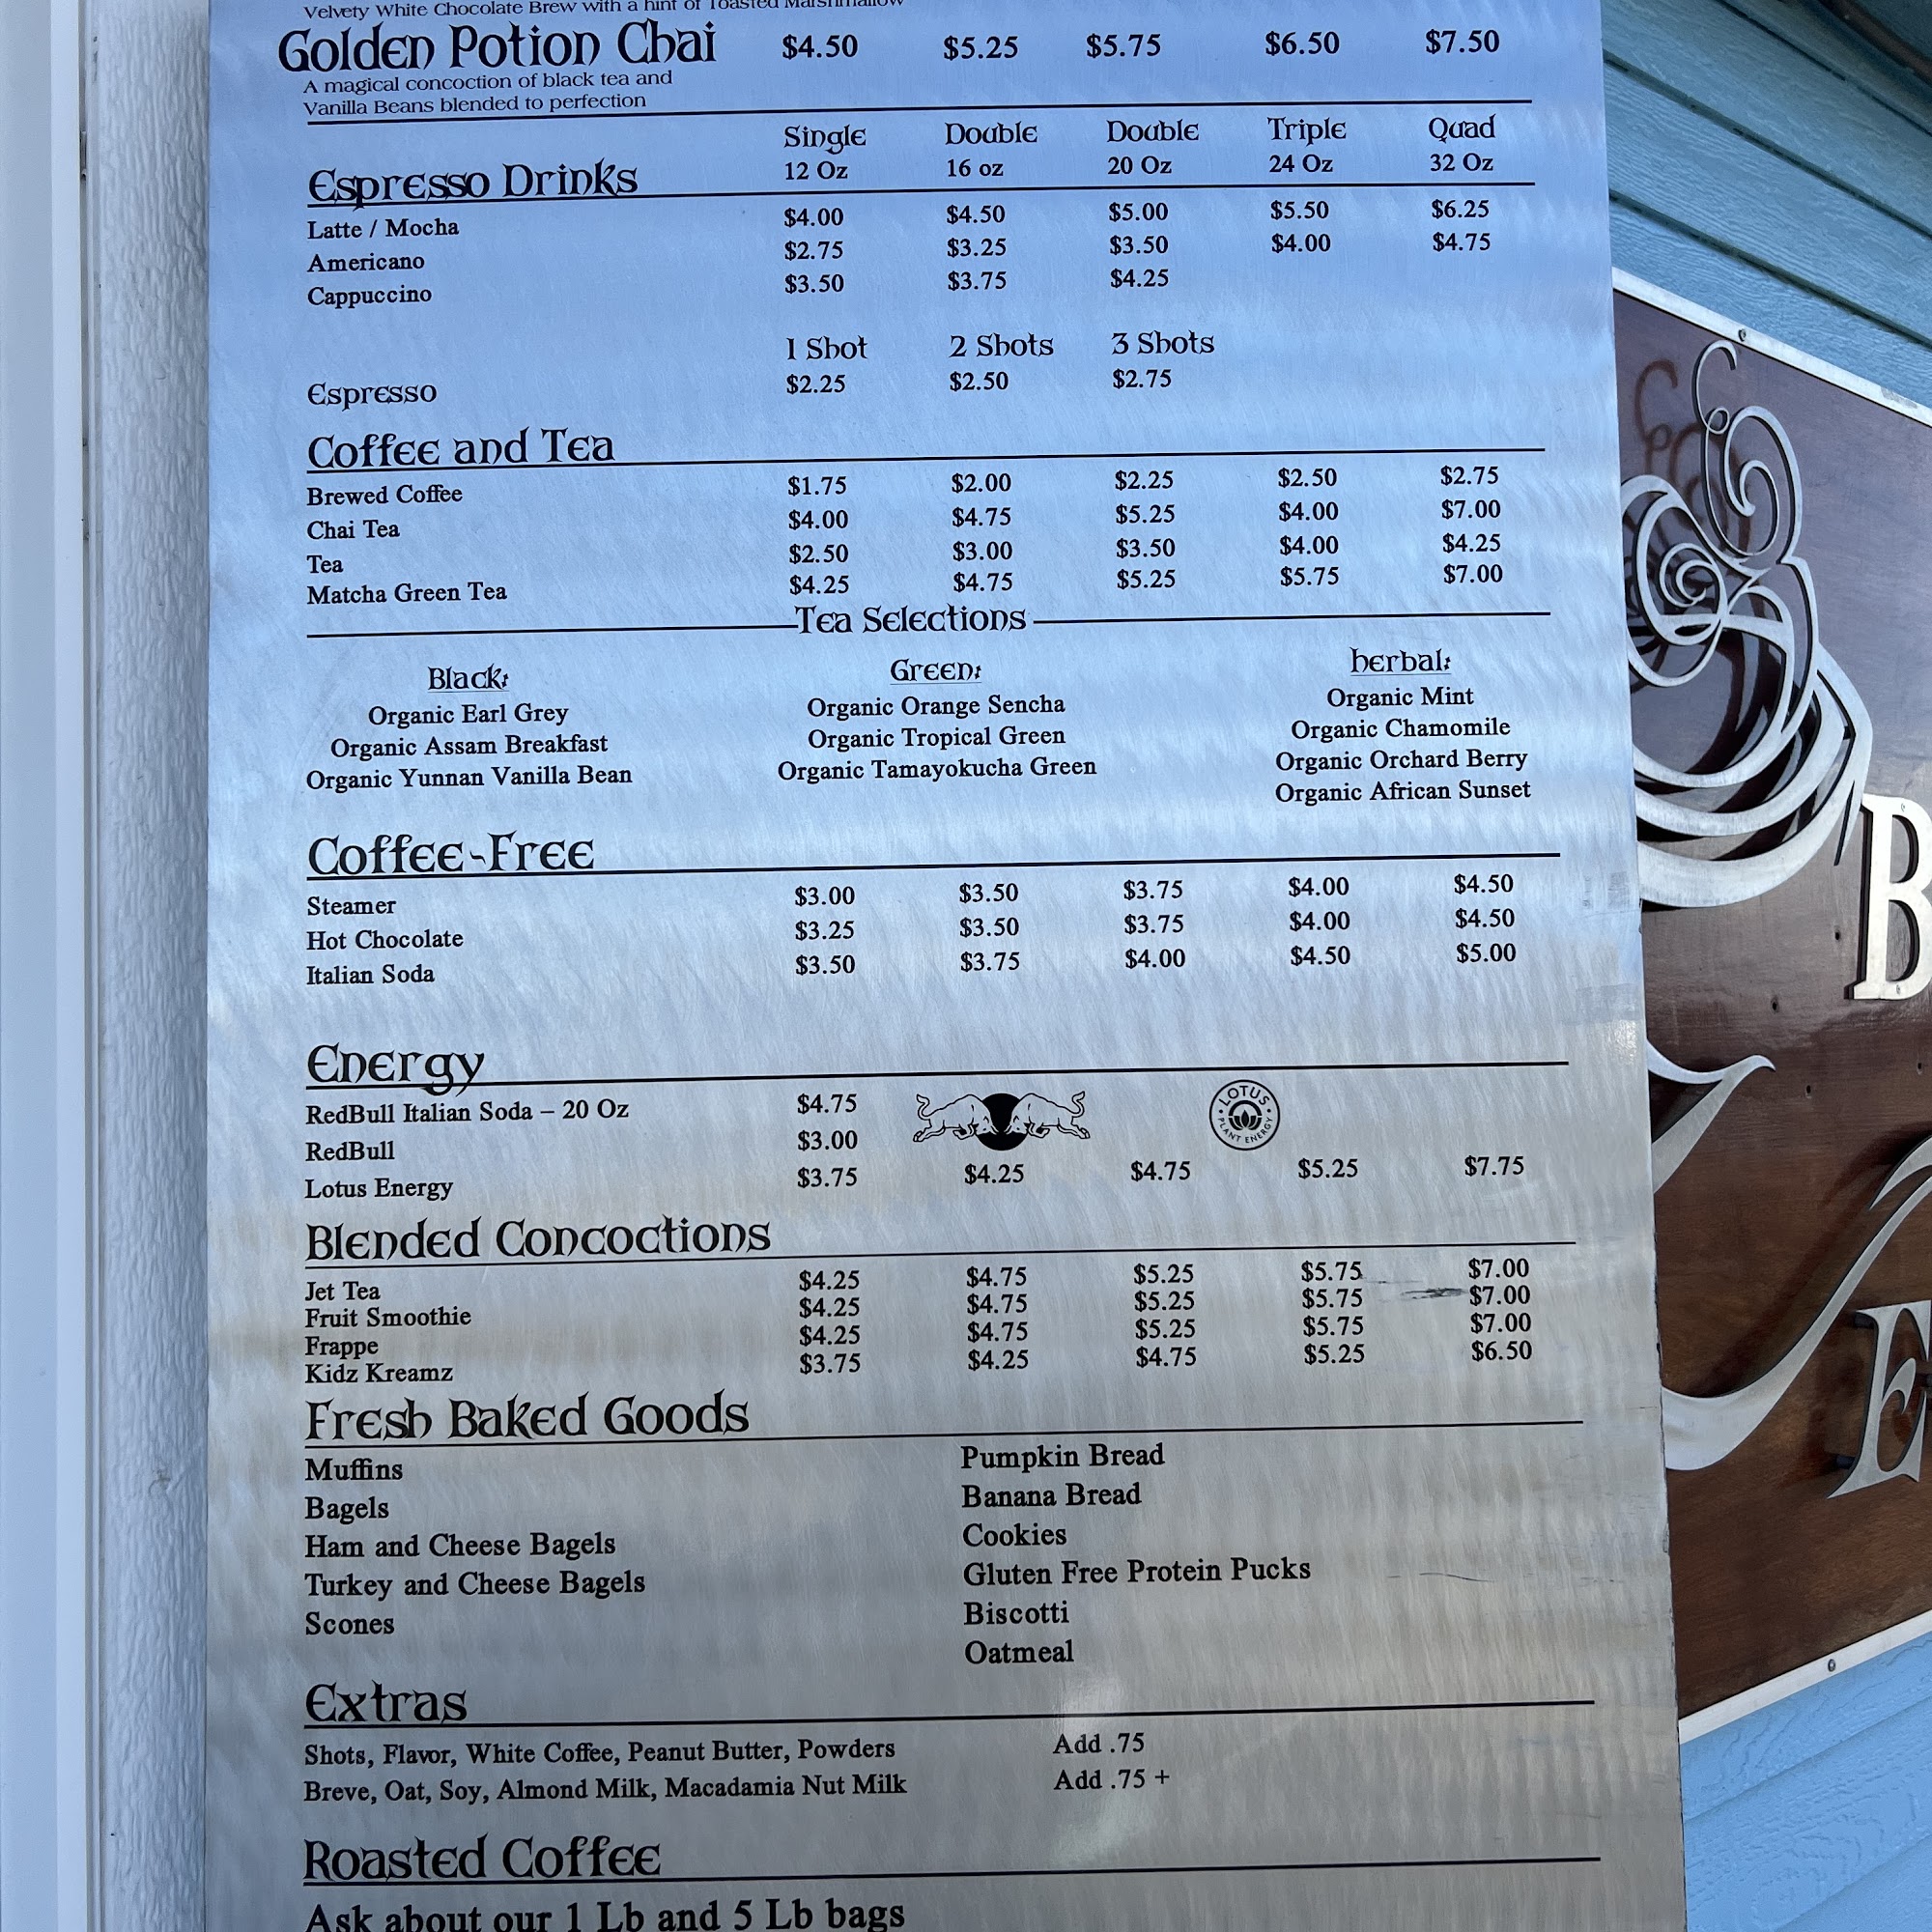 Velvety White Chocolate Brew with a hint of Toasted Marshmallow
Golden Potion Chai $4.50 $5.25 $5.75 $6.50 $7.50
A magical concoction of black tea and
Vanilla Beans blended to perfection
Single Double Double Triple Quad
Espresso Drinks 12 Oz 16 oz 20 Oz 24 Oz 32 Oz
Latte / Mocha $4.00 $4.50 $5.00 $5.50 $6.25
Americano $2.75 $3.25 $3.50 $4.00 $4.75
Cappuccino $3.50 $3.75 $4.25
1 Shot 2 Shots 3 Shots
Espresso $2.25 $2.50 $2.75
Coffee and Tea
Brewed Coffee $1.75 $2.00 $2.25 $2.50 $2.75
Chai Tea $4.00 $4.75 $5.25 $4.00 $7.00
Tea $2.50 $3.00 $3.50 $4.00 $4.25
Matcha Green Tea $4.25 $4.75 $5.25 $5.75 $7.00
Tea Selections
Black:
Organic Earl Grey
Organic Assam Breakfast
Organic Yunnan Vanilla Bean
Green:
Organic Orange Sencha
Organic Tropical Green
Organic Tamayokucha Green
herbal:
Organic Mint
Organic Chamomile
Organic Orchard Berry
Organic African Sunset
Coffee-Free
Steamer $3.00 $3.50 $3.75 $4.00 $4.50
Hot Chocolate $3.25 $3.50 $3.75 $4.00 $4.50
Italian Soda $3.50 $3.75 $4.00 $4.50 $5.00
Energy
RedBull Italian Soda – 20 Oz $4.75
RedBull $3.00
LOTUS
PLANT ENERGY
Lotus Energy $3.75 $4.25 $4.75 $5.25 $7.75
Blended Concoctions
Jet Tea $4.25 $4.75 $5.25 $5.75 $7.00
Fruit Smoothie $4.25 $4.75 $5.25 $5.75 $7.00
Frappe $4.25 $4.75 $5.25 $5.75 $7.00
Kidz Kreamz $3.75 $4.25 $4.75 $5.25 $6.50
Fresh Baked Goods
Muffins
Bagels
Ham and Cheese Bagels
Turkey and Cheese Bagels
Scones
Pumpkin Bread
Banana Bread
Cookies
Gluten Free Protein Pucks
Biscotti
Oatmeal
Extras
Shots, Flavor, White Coffee, Peanut Butter, Powders Add .75
Breve, Oat, Soy, Almond Milk, Macadamia Nut Milk Add .75 +
Roasted Coffee
Ask about our 1 Lb and 5 Lb bags
B
E